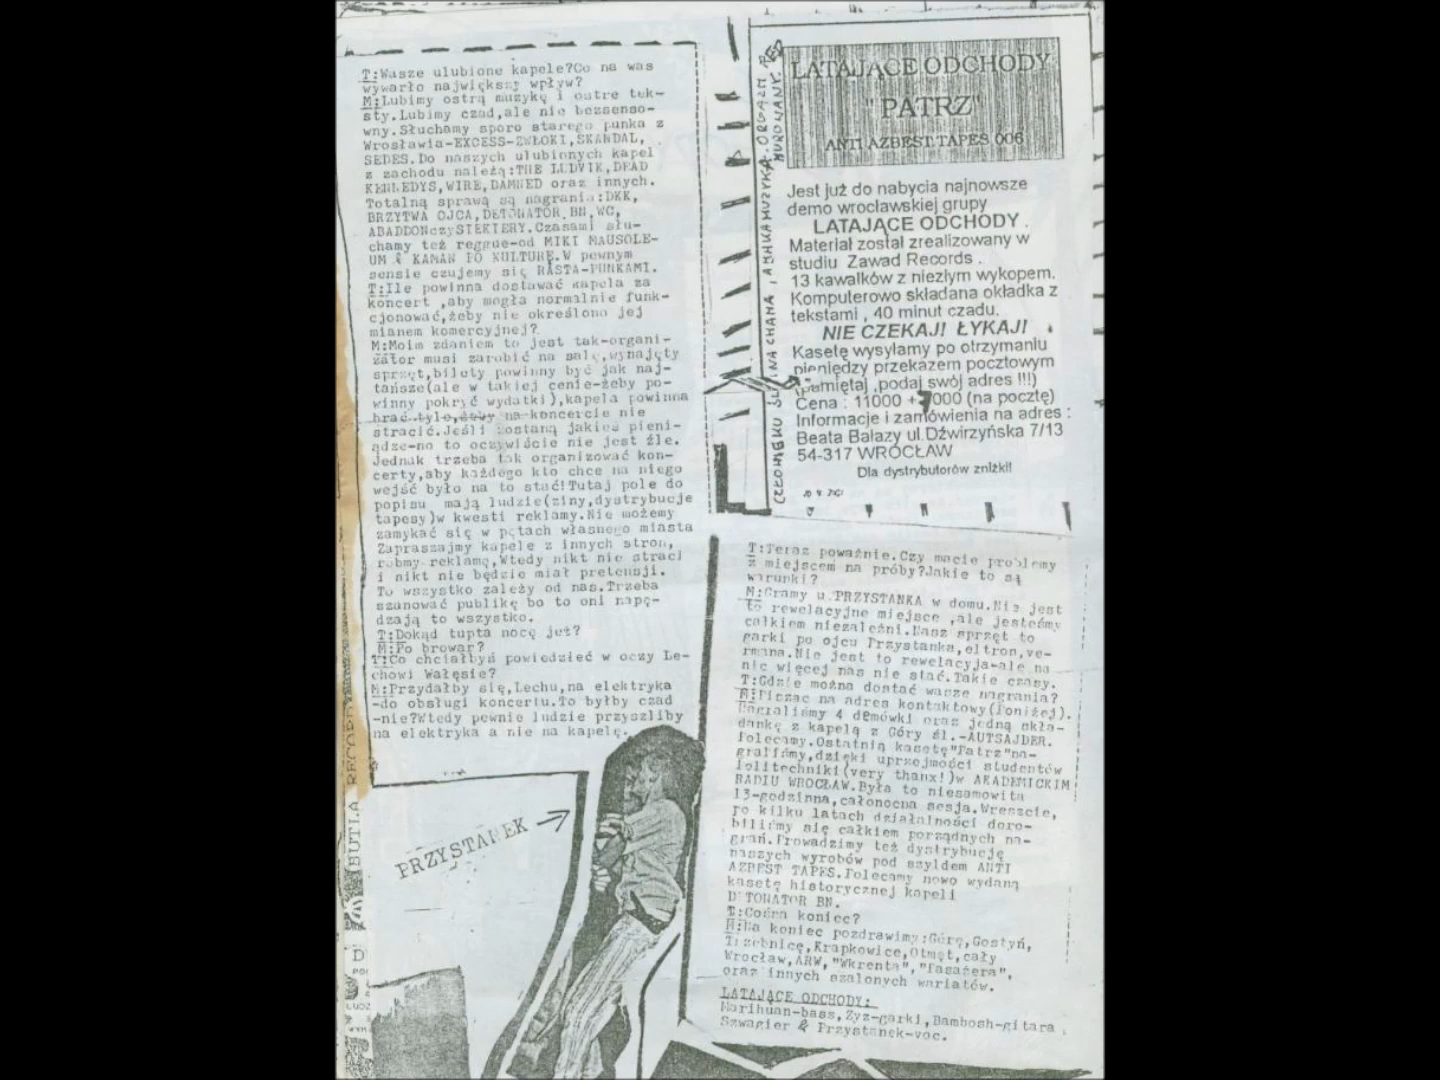 T:Wasze ulubione kapele?Co na was
wywarło największy wpływ?
M:Lubimy ostrą muzykę i ostre tek-
sty.Lubimy czad,ale nie bezsenso-
wny.Słuchamy sporo starego punka z
Wrosławia-EXCESS-ZWŁOKI,SKANDAL,
SEDES.Do naszych ulubionych kapel
z zachodu należą:THE LUDVIK,DEAD
KENLEDYS,WIRE,DAMNED oraz innych.
Totalną sprawą są nagrania:DKK,
BRZYTWA OJCA,DETONATOR BN,WC,
ABADDONczySIEKIERY.Czasami słu-
chamy też reggue-od MIKI MAUSOLE-
UM & KAMAN PO KULTURĘ.W pewnym
sensie czujemy się RASTA-PUNKAMI.
T:Ile powinna dostawać kapela za
koncert ,aby mogła normalnie funk-
cjonować,żeby nie określono jej
mianem komercyjnej?
M:Moim zdaniem to jest tak-organi-
zator musi zarobić na salę,wynajęty
sprzęt,bilety powinny być jak naj-
tańsze(ale w takiej cenie-żeby po-
winny pokryć wydatki),kapela powinna
brać tyle,żeby na koncercie nie
stracić.Jeśli zostaną jakieś pieni-
ądze-no to oczywiście nie jest źle.
Jednak trzeba tak organizować kon-
certy,aby każdego kto chce na niego
wejść było na to stać!Tutaj pole do
popisu mają ludzie(ziny,dystrybucje
tapesy)w kwesti reklamy.Nie możemy
zamykać się w pętach własnego miasta
Zapraszajmy kapele z innych stron,
róbmy reklamę,Wtedy nikt nie straci
i nikt nie będzie miał pretensji.
To wszystko zależy od nas.Trzeba
szanować publikę bo to oni napę-
dzają to wszystko.
T:Dokąd tupta nocę jeż?
M:Po browar?
T:Co chciałbyś powiedzieć w oczy Le-
chowi Wałęsie?
M:Przydałby się,Lechu,na elektryka
-do obsługi koncertu.To byłby czad
-nie?Wtedy pewnie ludzie przyszliby
na elektryka a nie na kapelę.
PRZYSTANEK
LATAJĄCE ODCHODY
"PATRZ"
ANTI AZBEST TAPES 006
Jest już do nabycia najnowsze
demo wrocławskiej grupy
LATAJĄCE ODCHODY .
Materiał został zrealizowany w
studiu Zawad Records .
13 kawałków z niezłym wykopem.
Komputerowo składana okładka z
tekstami , 40 minut czadu.
NIE CZEKAJ! ŁYKAJ!
Kasetę wysyłamy po otrzymaniu
pieniędzy przekazem pocztowym
(pamiętaj ,podaj swój adres !!!)
Cena : 11000 +7000 (na pocztę)
Informacje i zamówienia na adres :
Beata Bałazy ul.Dźwirzyńska 7/13
54-317 WROCŁAW
Dla dystrybutorów zniżki!
T:Teraz poważnie.Czy macie problemy
z miejscem na próby?Jakie to są
warunki?
M:Gramy u PRZYSTANKA w domu.Nie jest
to rewelacyjne miejsce ,ale jesteśmy
całkiem niezależni.Nasz sprzęt to
garki po ojcu Przystanka,eltron,ve-
rmana.Nie jest to rewelacyja-ale na
nic więcej nas nie stać.Takie czasy.
T:Gdzie można dostać wasze nagrania?
M:Pisząc na adres kontaktowy(Poniżej).
Nagraliśmy 4 demówki oraz jedną skła-
dankę z kapelą z Góry śl.-AUTSAJDER.
Polecamy.Ostatnią kasetę"Patrz"na-
graliśmy,dzięki uprzejmości studentów
Politechniki(very thanx!)w AKADEMICKIM
RADIU WROCŁAW.Była to niesamowita
13-godzinna,całonocna sesja.Wreszcie,
po kilku latach działalności doro-
biliśmy się całkiem porządnych na-
grań.Prowadzimy też dystrybucję
naszych wyrobów pod szyldem ANTI
AZBEST TAPES.Polecamy nowo wydaną
kasetę historycznej kapeli
DETONATOR BN.
T:Cośna koniec?
M:Na koniec pozdrawimy:Górę,Gostyń,
Trzebnicę,Krapkowice,Otmęt,cały
Wrocław,ARW,"Wkrenta","Pasażera",
oraz innych szalonych wariatów.
LATAJĄCE ODCHODY:
Marihuan-bass,Zyz-garki,Bambosh-gitara
Szwagier & Przystanek-voc.